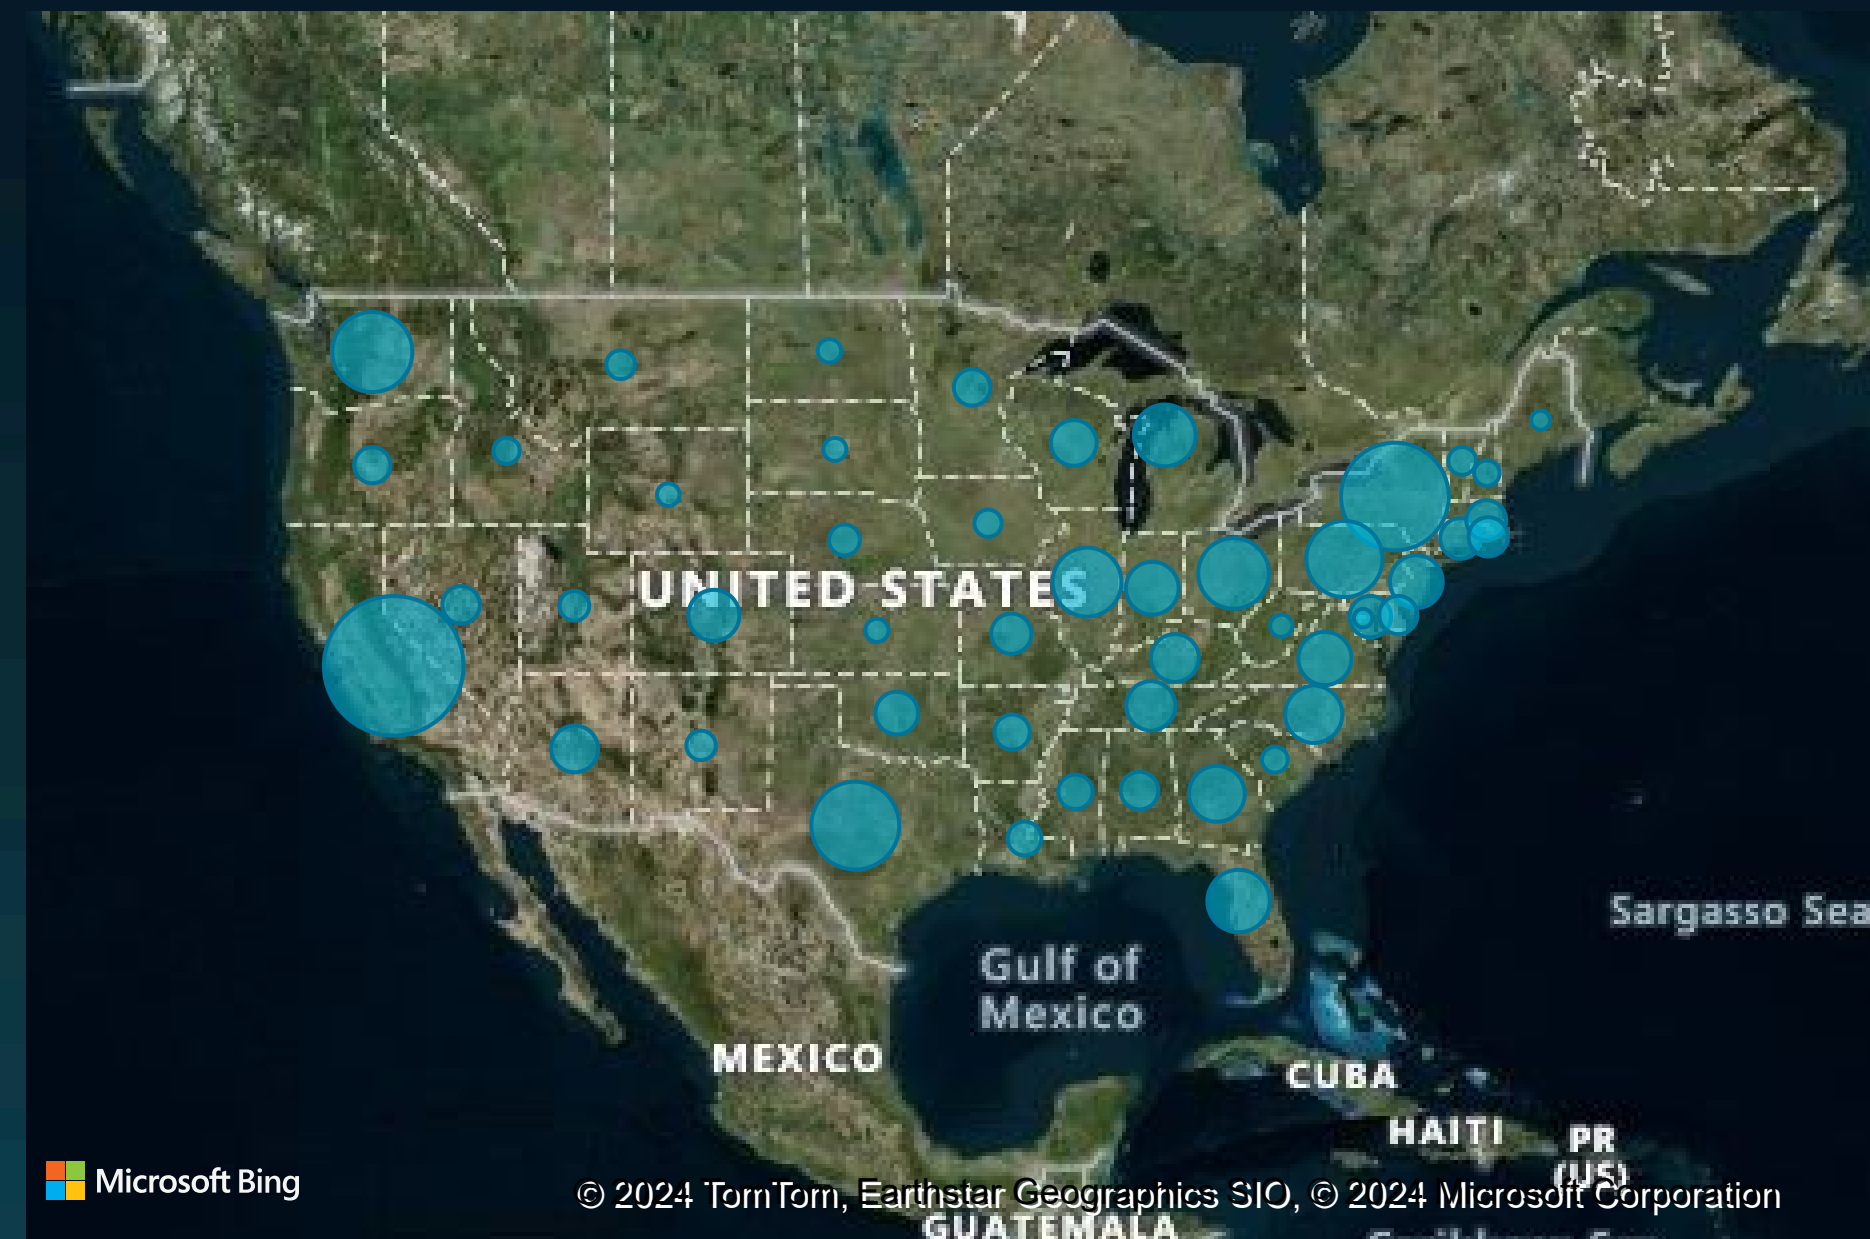 UNITED STATES
Sargasso Sea
Gulf of
Mexico
MEXICO
CUBA
HAITI
PR
(US)
Microsoft Bing
© 2024 TomTom, Earthstar Geographics SIO, © 2024 Microsoft Corporation
GUATEMALA